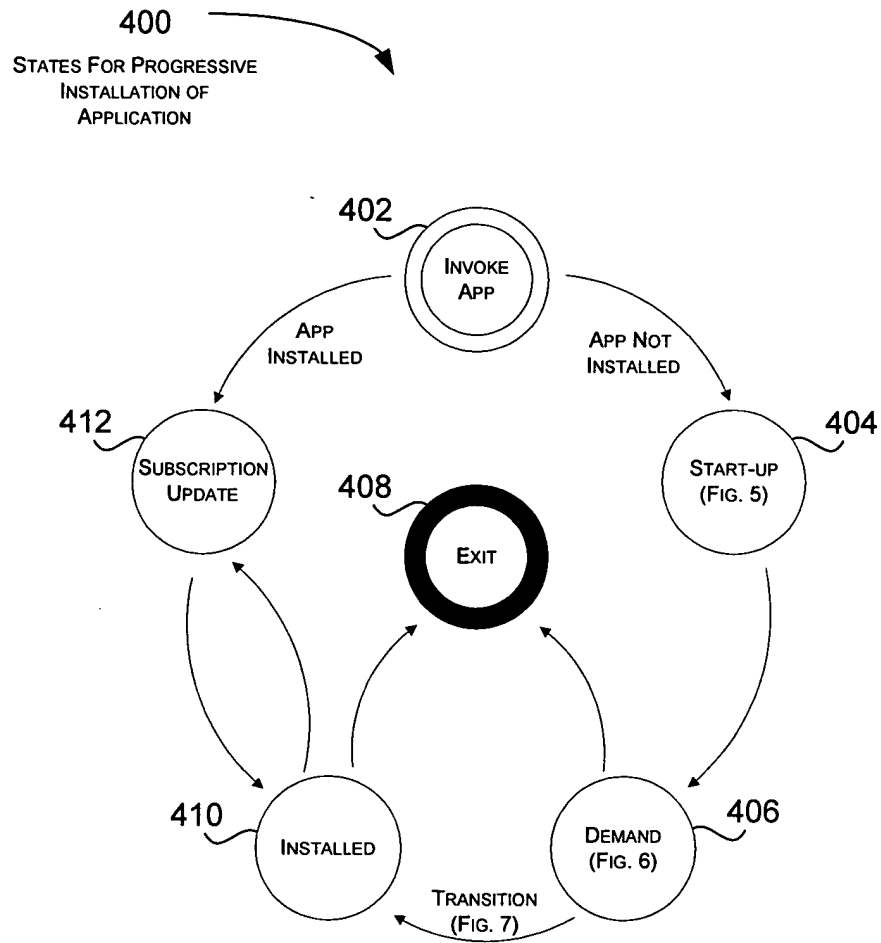 400
STATES FOR PROGRESSIVE
INSTALLATION OF
APPLICATION
402
INVOKE
APP
APP
INSTALLED
APP NOT
INSTALLED
412
SUBSCRIPTION
UPDATE
404
START-UP
(FIG. 5)
408
EXIT
410
INSTALLED
406
DEMAND
(FIG. 6)
TRANSITION
(FIG. 7)